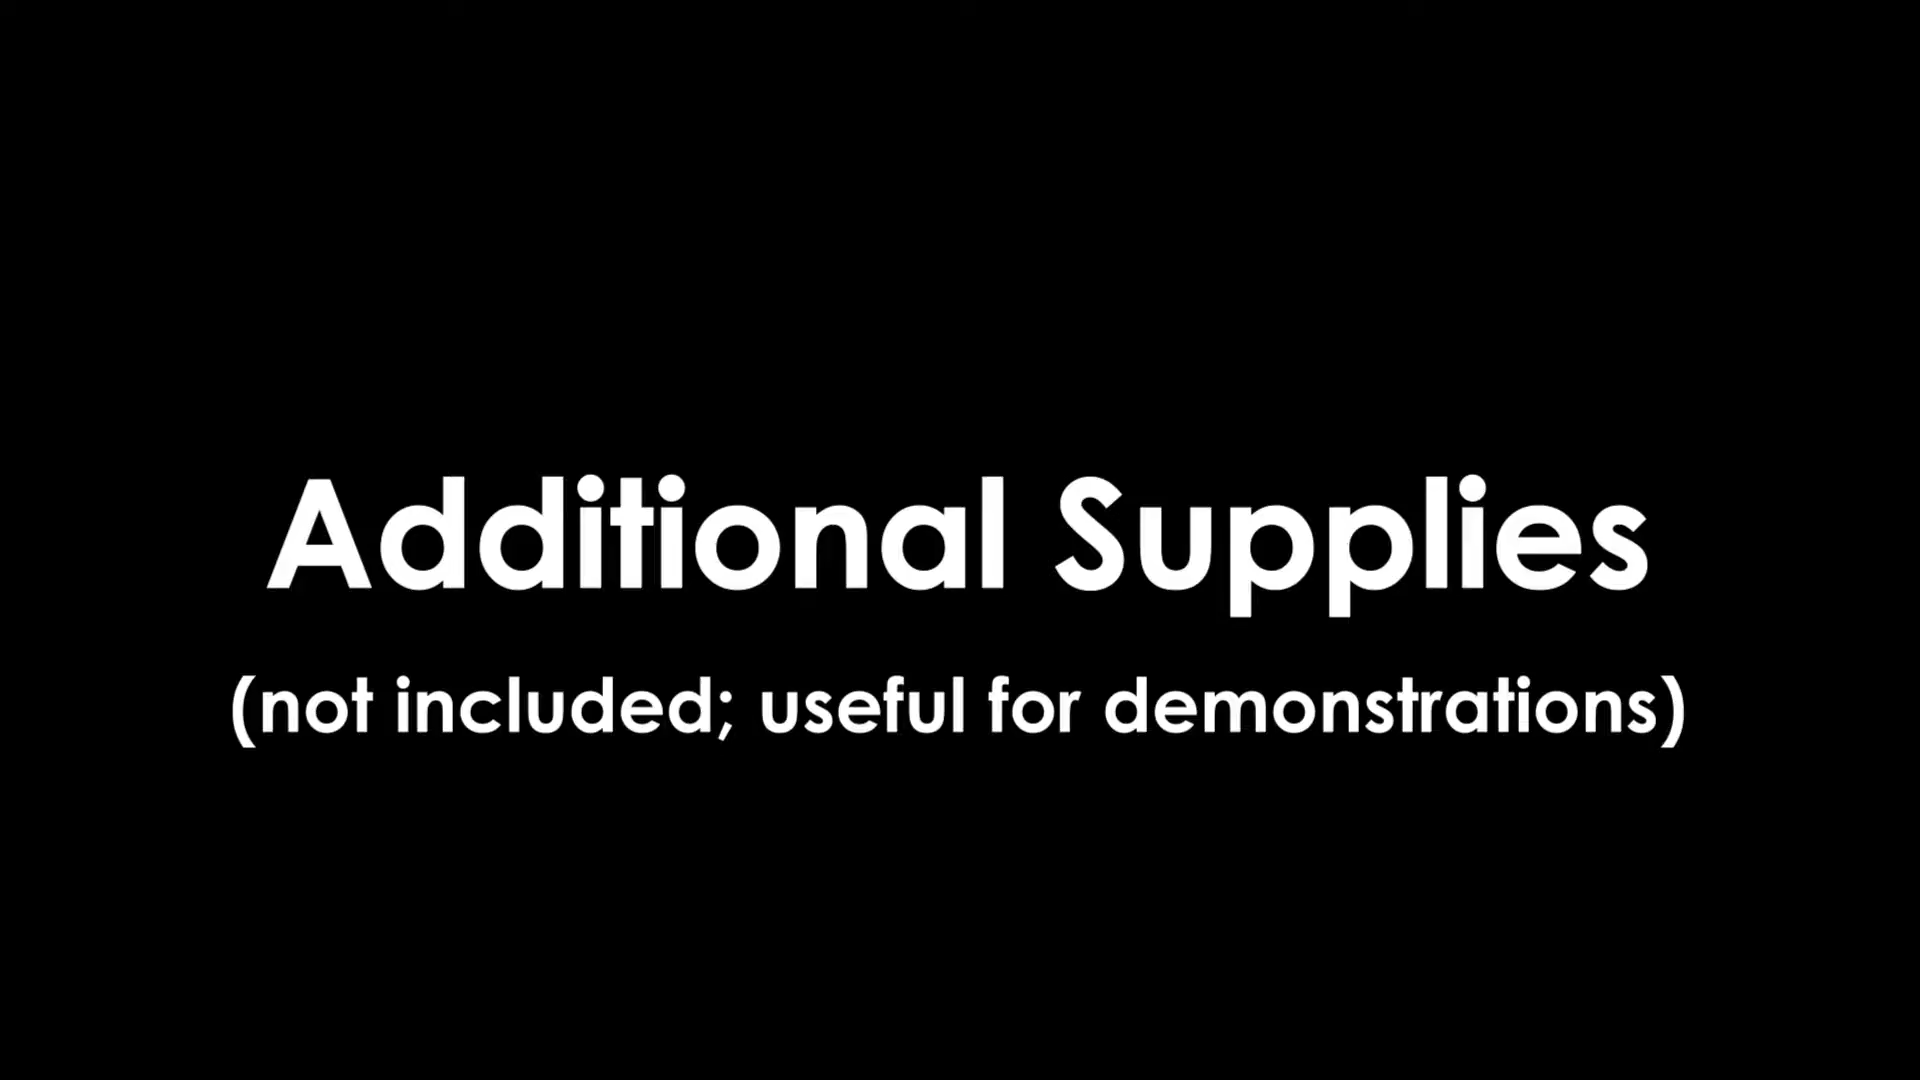 Additional Supplies
(not included; useful for demonstrations)